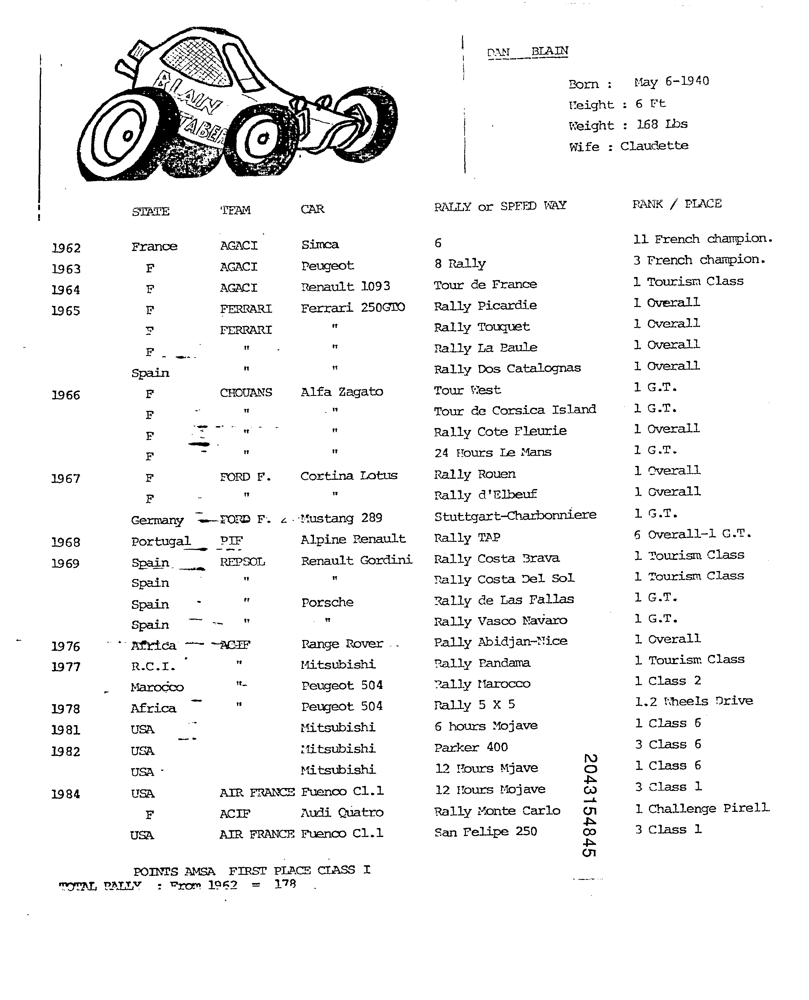 BLAIN
TABER
DAN BLAIN
Born : May 6-1940
Height : 6 Ft
Weight : 168 Lbs
Wife : Claudette
STATE TEAM CAR RALLY or SPEED WAY RANK / PLACE
1962 France AGACI Simca 6 11 French champion.
1963 F AGACI Peugeot 8 Rally 3 French champion.
1964 F AGACI Renault 1093 Tour de France 1 Tourism Class
1965 F FERRARI Ferrari 250GTO Rally Picardie 1 Overall
F FERRARI " Rally Touquet 1 Overall
F " " Rally La Baule 1 Overall
Spain " " Rally Dos Catalognas 1 Overall
1966 F CHOUANS Alfa Zagato Tour West 1 G.T.
F " " Tour de Corsica Island 1 G.T.
F " " Rally Cote Fleurie 1 Overall
F " " 24 Hours Le Mans 1 G.T.
1967 F FORD F. Cortina Lotus Rally Rouen 1 Overall
F " " Rally d'Elbeuf 1 Overall
Germany FORD F. Mustang 289 Stuttgart-Charbonniere 1 G.T.
1968 Portugal PIF Alpine Renault Rally TAP 6 Overall-1 G.T.
1969 Spain REPSOL Renault Gordini Rally Costa Brava 1 Tourism Class
Spain " " Rally Costa Del Sol 1 Tourism Class
Spain " Porsche Rally de Las Fallas 1 G.T.
Spain " " Rally Vasco Navaro 1 G.T.
1976 Africa ACIF Range Rover Rally Abidjan-Nice 1 Overall
1977 R.C.I. " Mitsubishi Rally Bandama 1 Tourism Class
Marocco " Peugeot 504 Rally Marocco 1 Class 2
1978 Africa " Peugeot 504 Rally 5 X 5 1.2 Wheels Drive
1981 USA Mitsubishi 6 hours Mojave 1 Class 6
1982 USA Mitsubishi Parker 400 3 Class 6
USA Mitsubishi 12 Hours Mjave 1 Class 6
1984 USA AIR FRANCE Fuenco Cl.1 12 Hours Mojave 3 Class 1
F ACIF Audi Quatro Rally Monte Carlo 1 Challenge Pirell
USA AIR FRANCE Fuenco Cl.1 San Felipe 250 3 Class 1
2043154845
POINTS AMSA FIRST PLACE CLASS I
TOTAL RALLY : From 1962 = 178